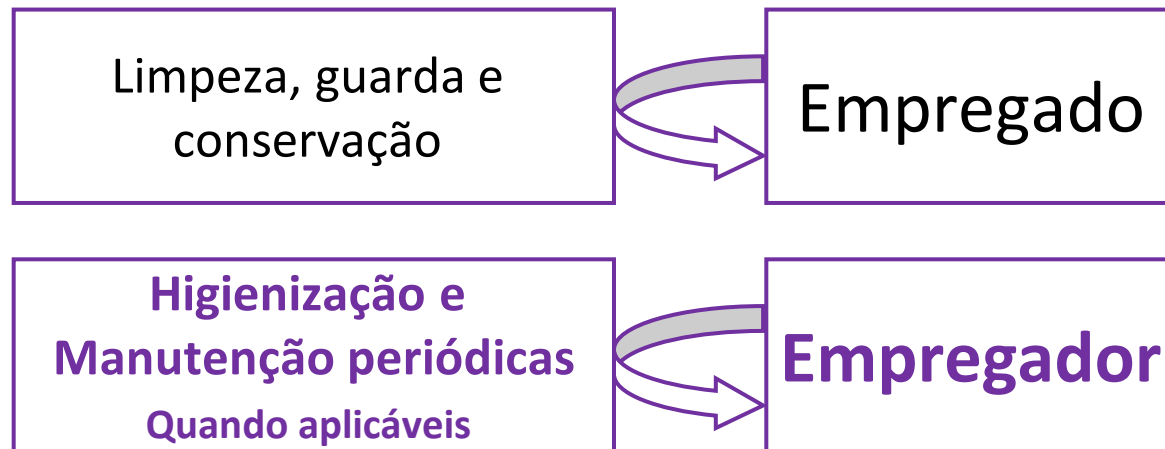 Limpeza, guarda e
conservação
Empregado
Higienização e
Manutenção periódicas
Quando aplicáveis
Empregador